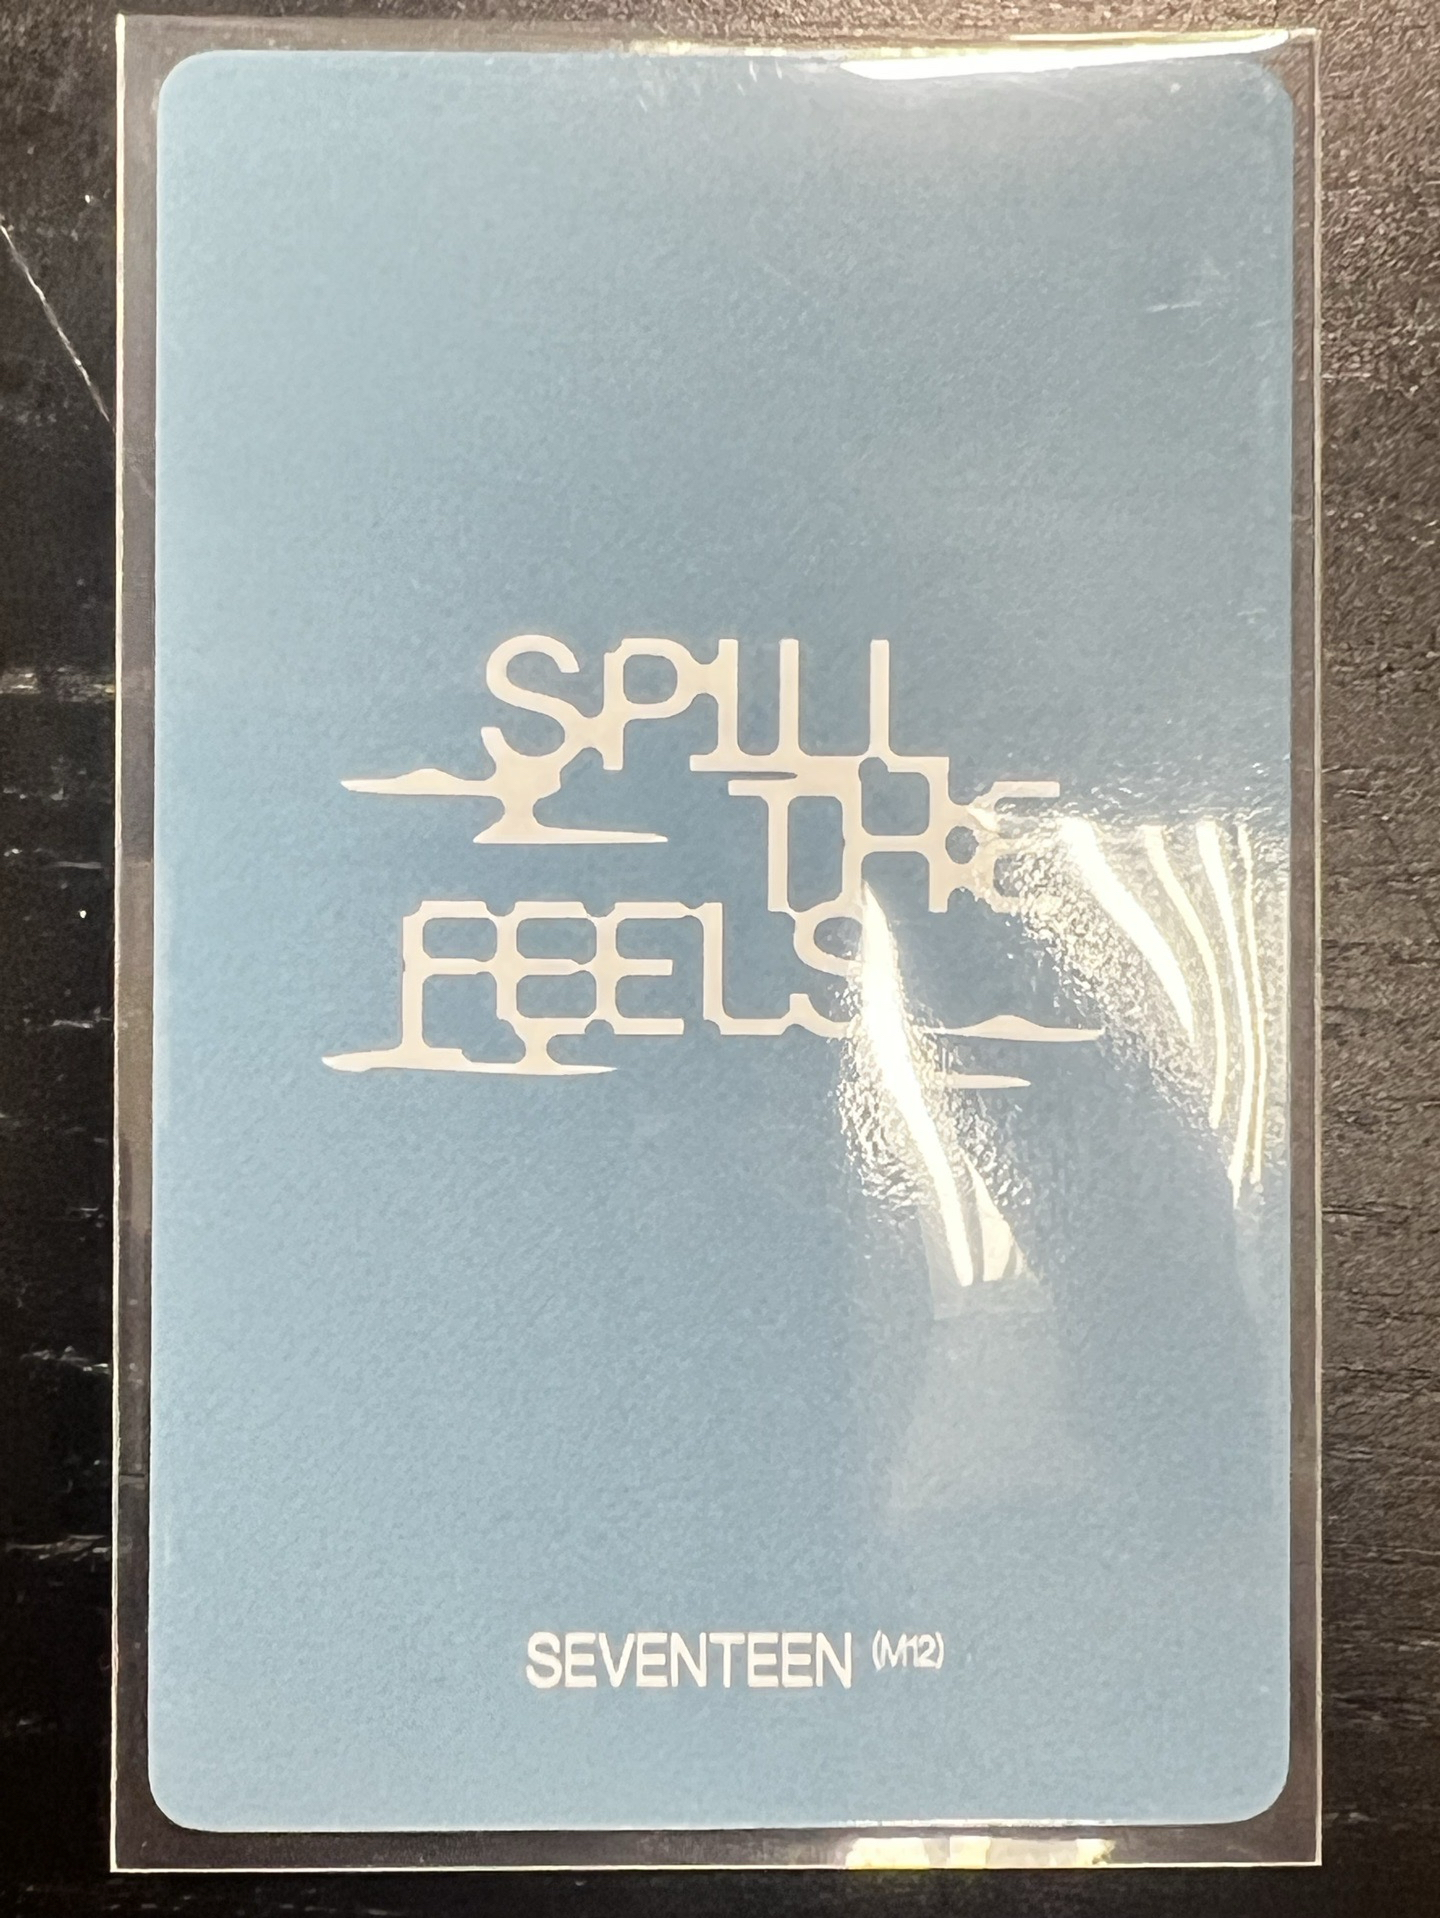 SPILL
THE
FEELS
SEVENTEEN (M12)